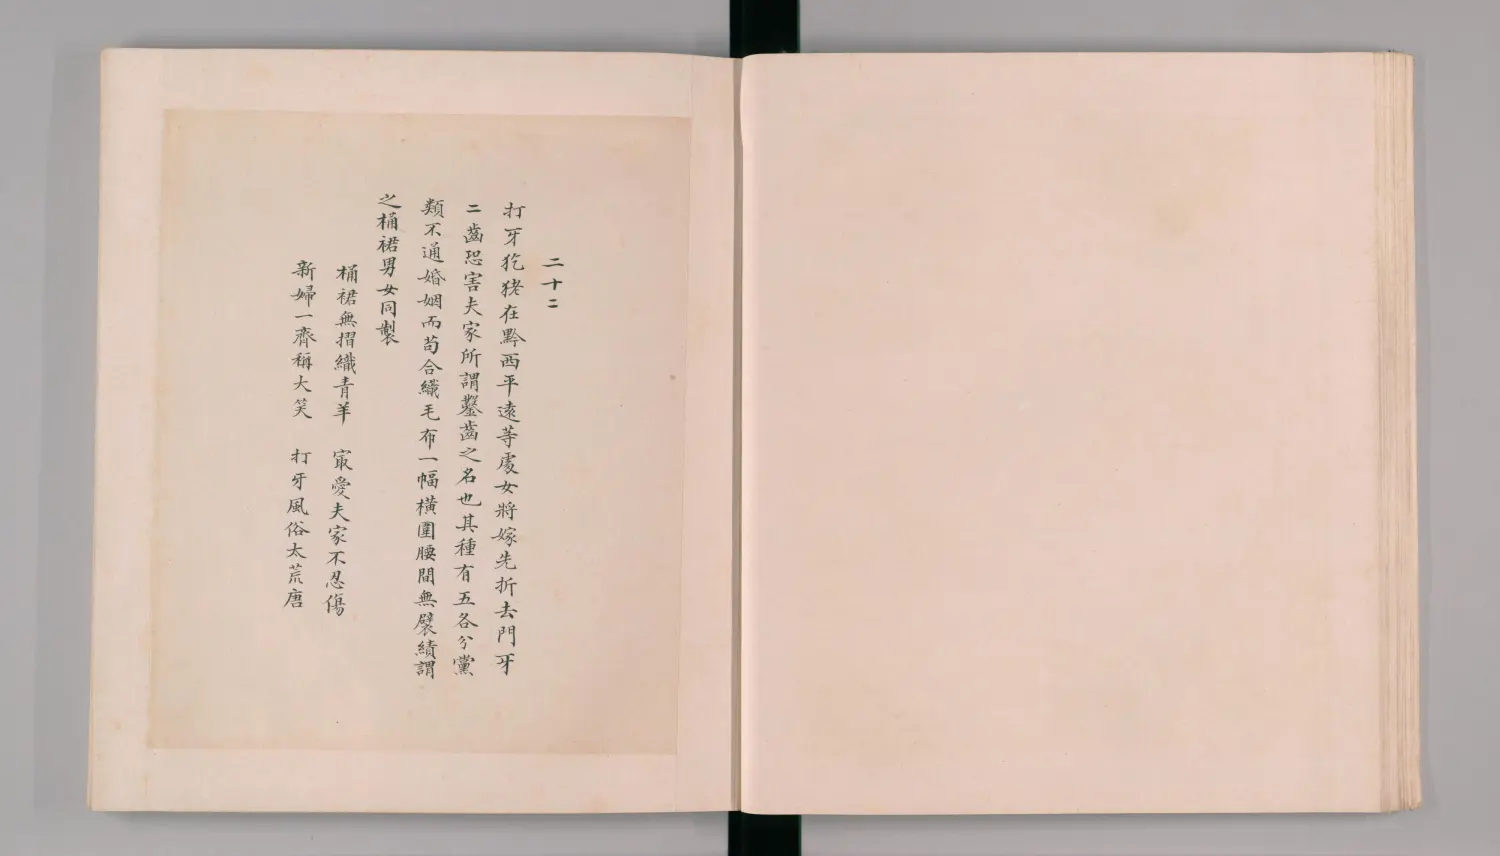 二十二
打牙犵狫在黔西平遠等處女將嫁先折去門牙
二齒恐害夫家所謂鑿齒之名也其種有五各分黨
類不通婚姻而苟合織毛布一幅橫圍腰間無襞績謂
之桶裙男女同製
桶裙無摺織青羊　寂愛夫家不忍傷
新婦一齊稱大笑　打牙風俗太荒唐